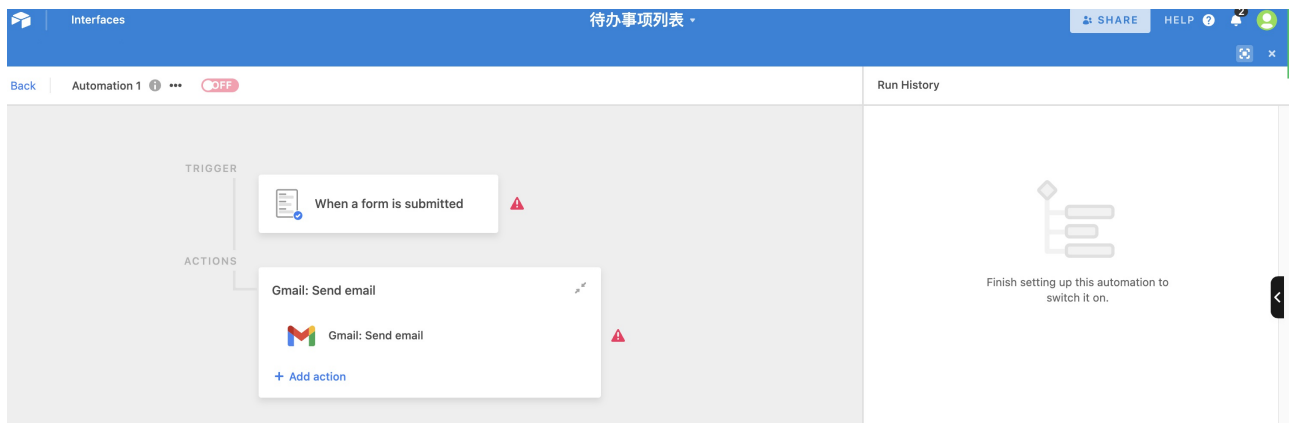 Interfaces
待办事项列表
SHARE
HELP
2
Back
Automation 1
OFF
Run History
TRIGGER
When a form is submitted
ACTIONS
Gmail: Send email
Gmail: Send email
+ Add action
Finish setting up this automation to
switch it on.